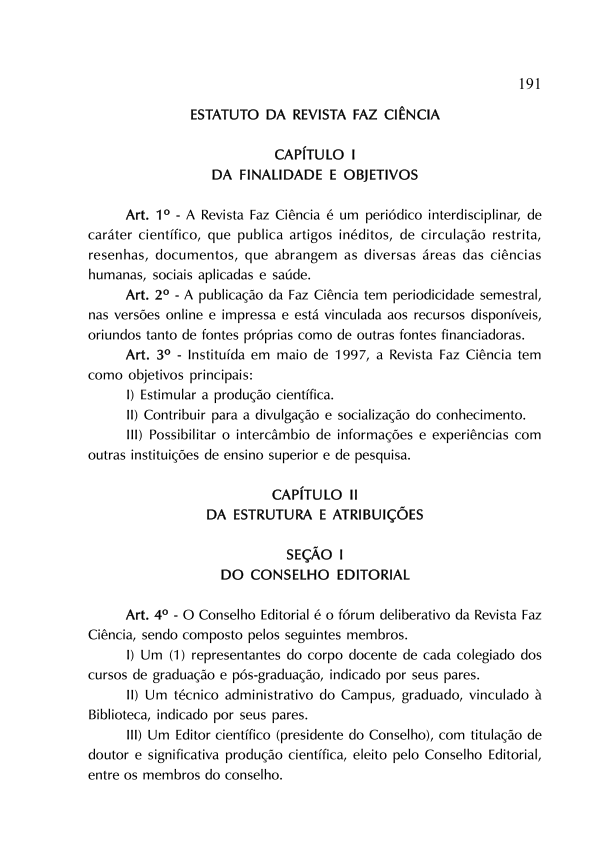 191
ESTATUTO DA REVISTA FAZ CIÊNCIA
CAPÍTULO I
DA FINALIDADE E OBJETIVOS
Art. 1º - A Revista Faz Ciência é um periódico interdisciplinar, de
caráter científico, que publica artigos inéditos, de circulação restrita,
resenhas, documentos, que abrangem as diversas áreas das ciências
humanas, sociais aplicadas e saúde.
Art. 2º - A publicação da Faz Ciência tem periodicidade semestral,
nas versões online e impressa e está vinculada aos recursos disponíveis,
oriundos tanto de fontes próprias como de outras fontes financiadoras.
Art. 3º - Instituída em maio de 1997, a Revista Faz Ciência tem
como objetivos principais:
I) Estimular a produção científica.
II) Contribuir para a divulgação e socialização do conhecimento.
III) Possibilitar o intercâmbio de informações e experiências com
outras instituições de ensino superior e de pesquisa.
CAPÍTULO II
DA ESTRUTURA E ATRIBUIÇÕES
SEÇÃO I
DO CONSELHO EDITORIAL
Art. 4º - O Conselho Editorial é o fórum deliberativo da Revista Faz
Ciência, sendo composto pelos seguintes membros.
I) Um (1) representantes do corpo docente de cada colegiado dos
cursos de graduação e pós-graduação, indicado por seus pares.
II) Um técnico administrativo do Campus, graduado, vinculado à
Biblioteca, indicado por seus pares.
III) Um Editor científico (presidente do Conselho), com titulação de
doutor e significativa produção científica, eleito pelo Conselho Editorial,
entre os membros do conselho.